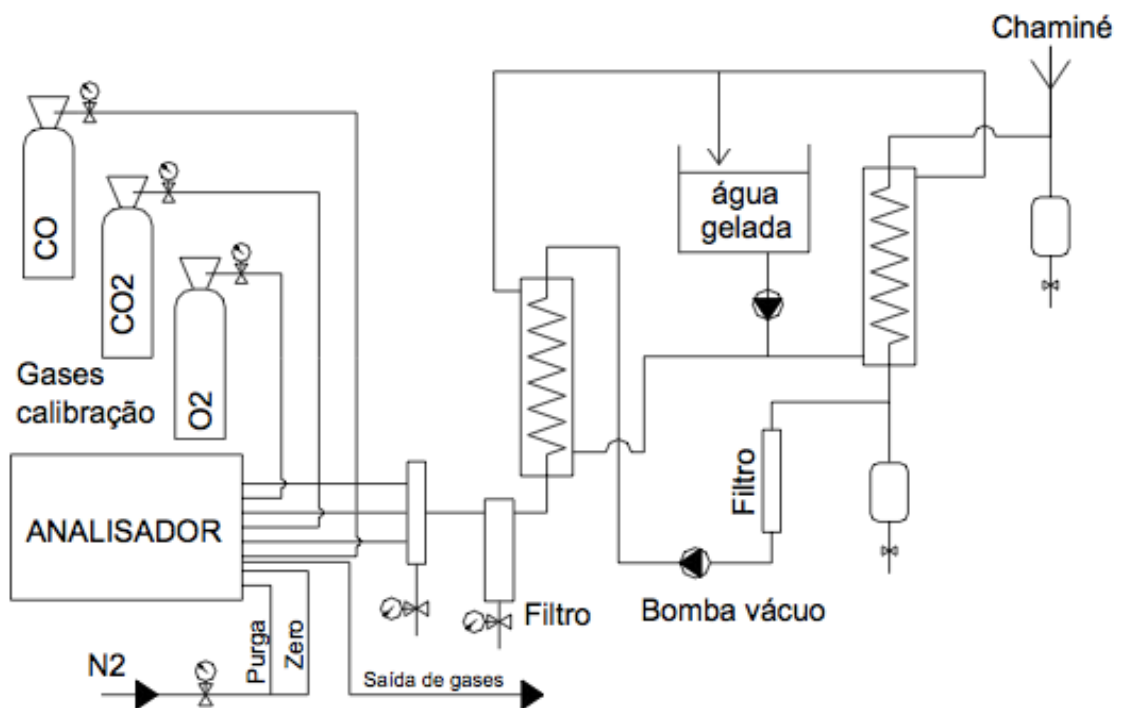 Chaminé
CO
CO2
O2
água
gelada
Gases
calibração
ANALISADOR
Filtro
Filtro
Bomba vácuo
Purga
Zero
N2
Saída de gases